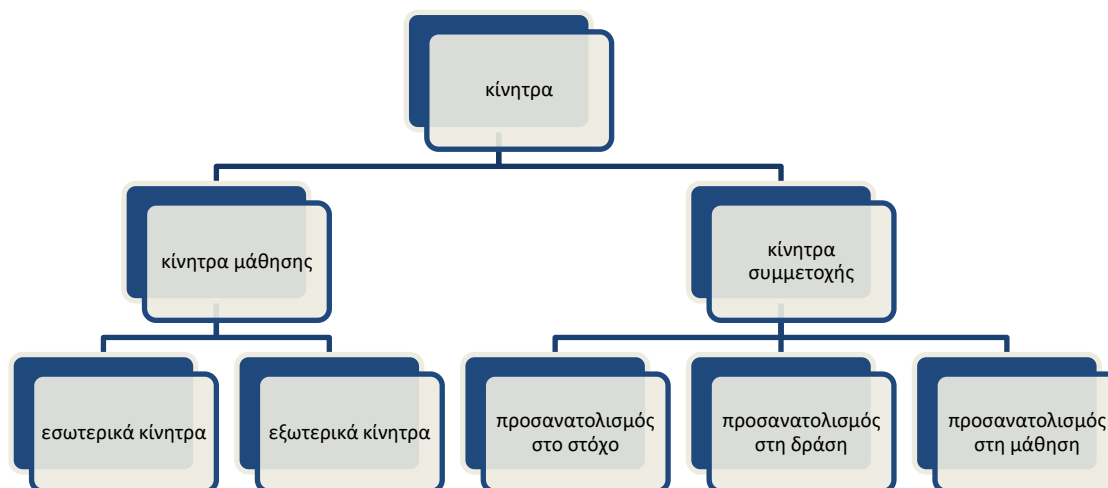 κίνητρα
κίνητρα μάθησης
κίνητρα
συμμετοχής
εσωτερικά κίνητρα
εξωτερικά κίνητρα
προσανατολισμός
στο στόχο
προσανατολισμός
στη δράση
προσανατολισμός
στη μάθηση